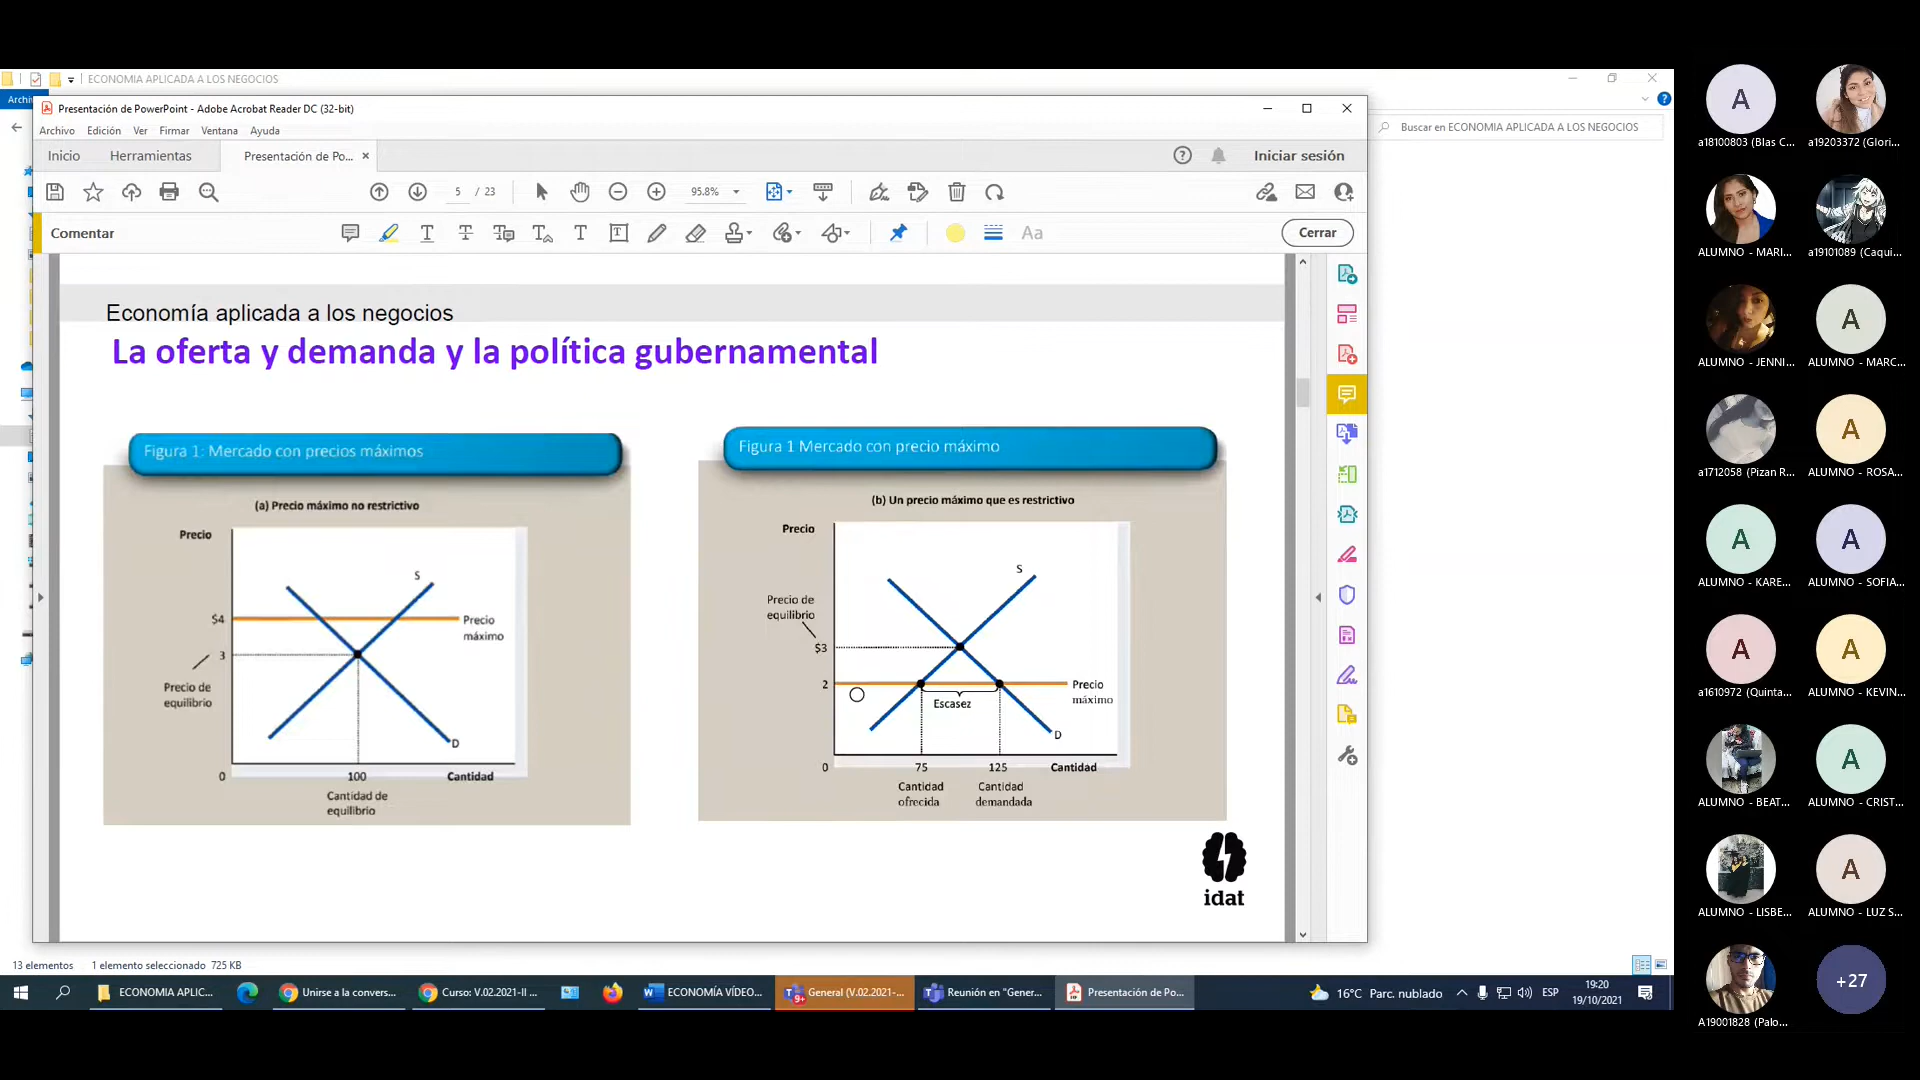 ECONOMIA APLICADA A LOS NEGOCIOS
Archi
Buscar en ECONOMIA APLICADA A LOS NEGOCIOS
Presentación de PowerPoint - Adobe Acrobat Reader DC (32-bit)
Archivo Edición Ver Firmar Ventana Ayuda
Inicio Herramientas Presentación de Po... × Iniciar sesión
5 / 23 95.8%
Comentar Aa Cerrar
Economía aplicada a los negocios
La oferta y demanda y la política gubernamental
Figura 1: Mercado con precios máximos
(a) Precio máximo no restrictivo
Precio
S
$4
Precio
máximo
3
Precio de
equilibrio
D
0 100 Cantidad
Cantidad de
equilibrio
Figura 1 Mercado con precio máximo
(b) Un precio máximo que es restrictivo
Precio
S
Precio de
equilibrio
$3
2
Precio
máximo
Escasez
D
0 75 125 Cantidad
Cantidad
ofrecida
Cantidad
demandada
idat
13 elementos 1 elemento seleccionado 725 KB
ECONOMIA APLIC...
Unirse a la convers...
Curso: V.02.2021-II ...
ECONOMÍA VÍDEO...
9+
General (V.02.2021-...
Reunión en "Gener...
Presentación de Po...
16°C Parc. nublado
ESP
19:20
19/10/2021
A
a18100803 (Blas C...
a19203372 (Glori...
ALUMNO - MARI...
a19101089 (Caqui...
ALUMNO - JENNI...
A
ALUMNO - MARC...
a1712058 (Pizan R...
A
ALUMNO - ROSA...
A
ALUMNO - KARE...
A
ALUMNO - SOFIA...
A
a1610972 (Quinta...
A
ALUMNO - KEVIN...
ALUMNO - BEAT...
A
ALUMNO - CRIST...
ALUMNO - LISBE...
A
ALUMNO - LUZ S...
A19001828 (Palo...
+27